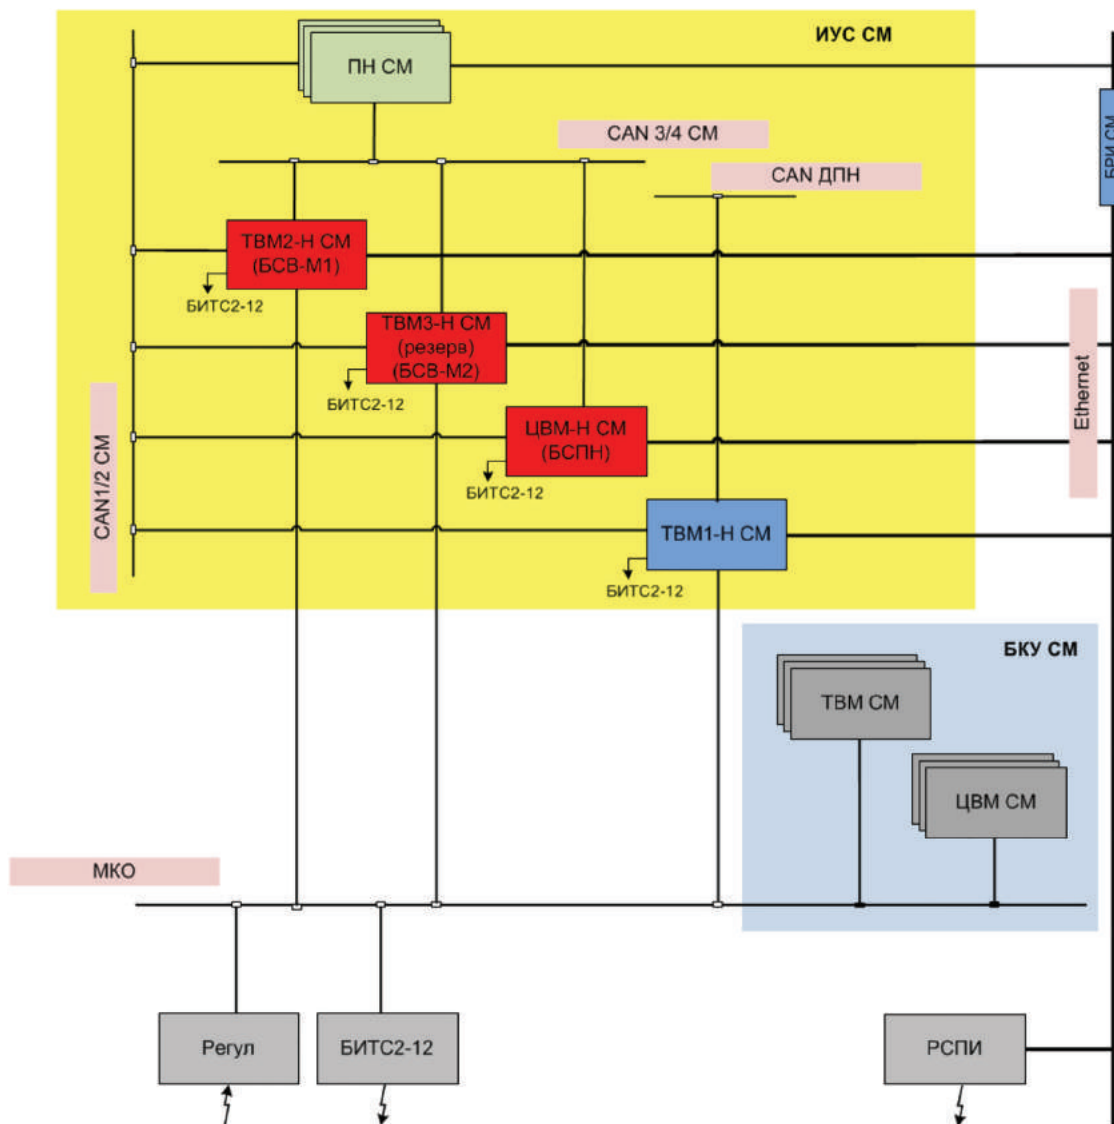 ИУС СМ
ПН СМ
CAN 3/4 СМ
CAN ДПН
БРИ СМ
ТВМ2-Н СМ
(БСВ-М1)
БИТС2-12
ТВМ3-Н СМ
(резерв)
(БСВ-М2)
БИТС2-12
Ethernet
ЦВМ-Н СМ
(БСПН)
БИТС2-12
CAN1/2 СМ
ТВМ1-Н СМ
БИТС2-12
БКУ СМ
ТВМ СМ
ЦВМ СМ
МКО
Регул
БИТС2-12
РСПИ